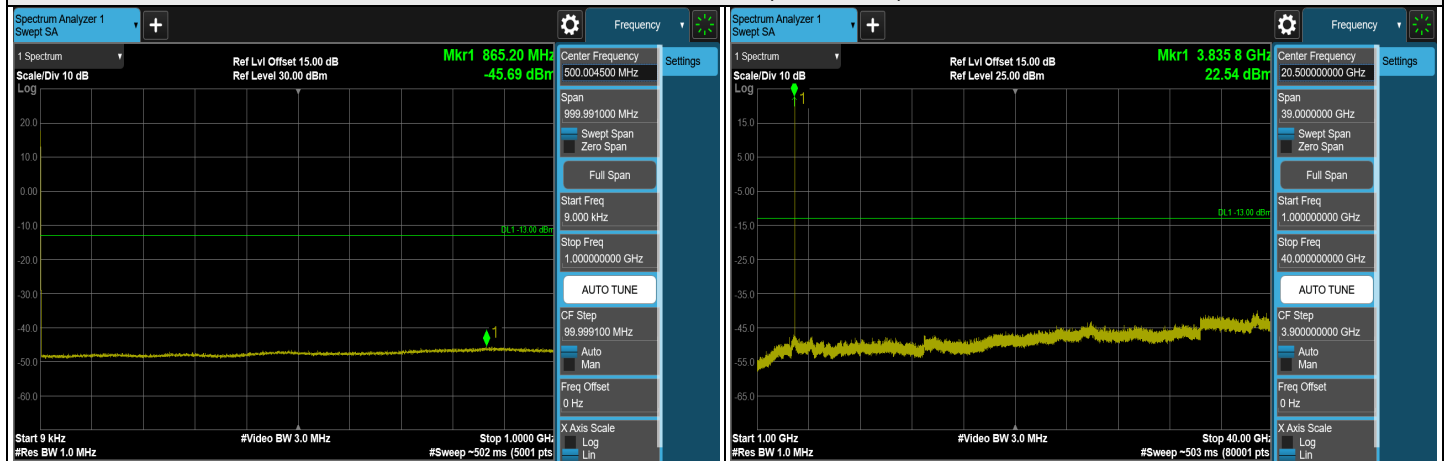 Spectrum Analyzer 1
Swept SA
+
Frequency
1 Spectrum
Scale/Div 10 dB
Log
Ref Lvl Offset 15.00 dB
Ref Level 30.00 dBm
Mkr1 865.20 MHz
-45.69 dBm
1
20.0
10.0
0.00
-10.0
-20.0
-30.0
-40.0
-50.0
-60.0
DL1 -13.00 dBm
Start 9 kHz
#Res BW 1.0 MHz
#Video BW 3.0 MHz
Stop 1.0000 GHz
#Sweep ~502 ms (5001 pts
Center Frequency
500.004500 MHz
Span
999.991000 MHz
Swept Span
Zero Span
Full Span
Start Freq
9.000 kHz
Stop Freq
1.000000000 GHz
AUTO TUNE
CF Step
99.999100 MHz
Auto
Man
Freq Offset
0 Hz
X Axis Scale
Log
Lin
Settings
Spectrum Analyzer 1
Swept SA
+
Frequency
1 Spectrum
Scale/Div 10 dB
Log
Ref Lvl Offset 15.00 dB
Ref Level 25.00 dBm
Mkr1 3.835 8 GHz
22.54 dBm
1
15.0
5.00
-5.00
-15.0
-25.0
-35.0
-45.0
-55.0
-65.0
DL1 -13.00 dBm
Start 1.00 GHz
#Res BW 1.0 MHz
#Video BW 3.0 MHz
Stop 40.00 GHz
#Sweep ~503 ms (80001 pts
Center Frequency
20.500000000 GHz
Span
39.0000000 GHz
Swept Span
Zero Span
Full Span
Start Freq
1.000000000 GHz
Stop Freq
40.000000000 GHz
AUTO TUNE
CF Step
3.900000000 GHz
Auto
Man
Freq Offset
0 Hz
X Axis Scale
Log
Lin
Settings